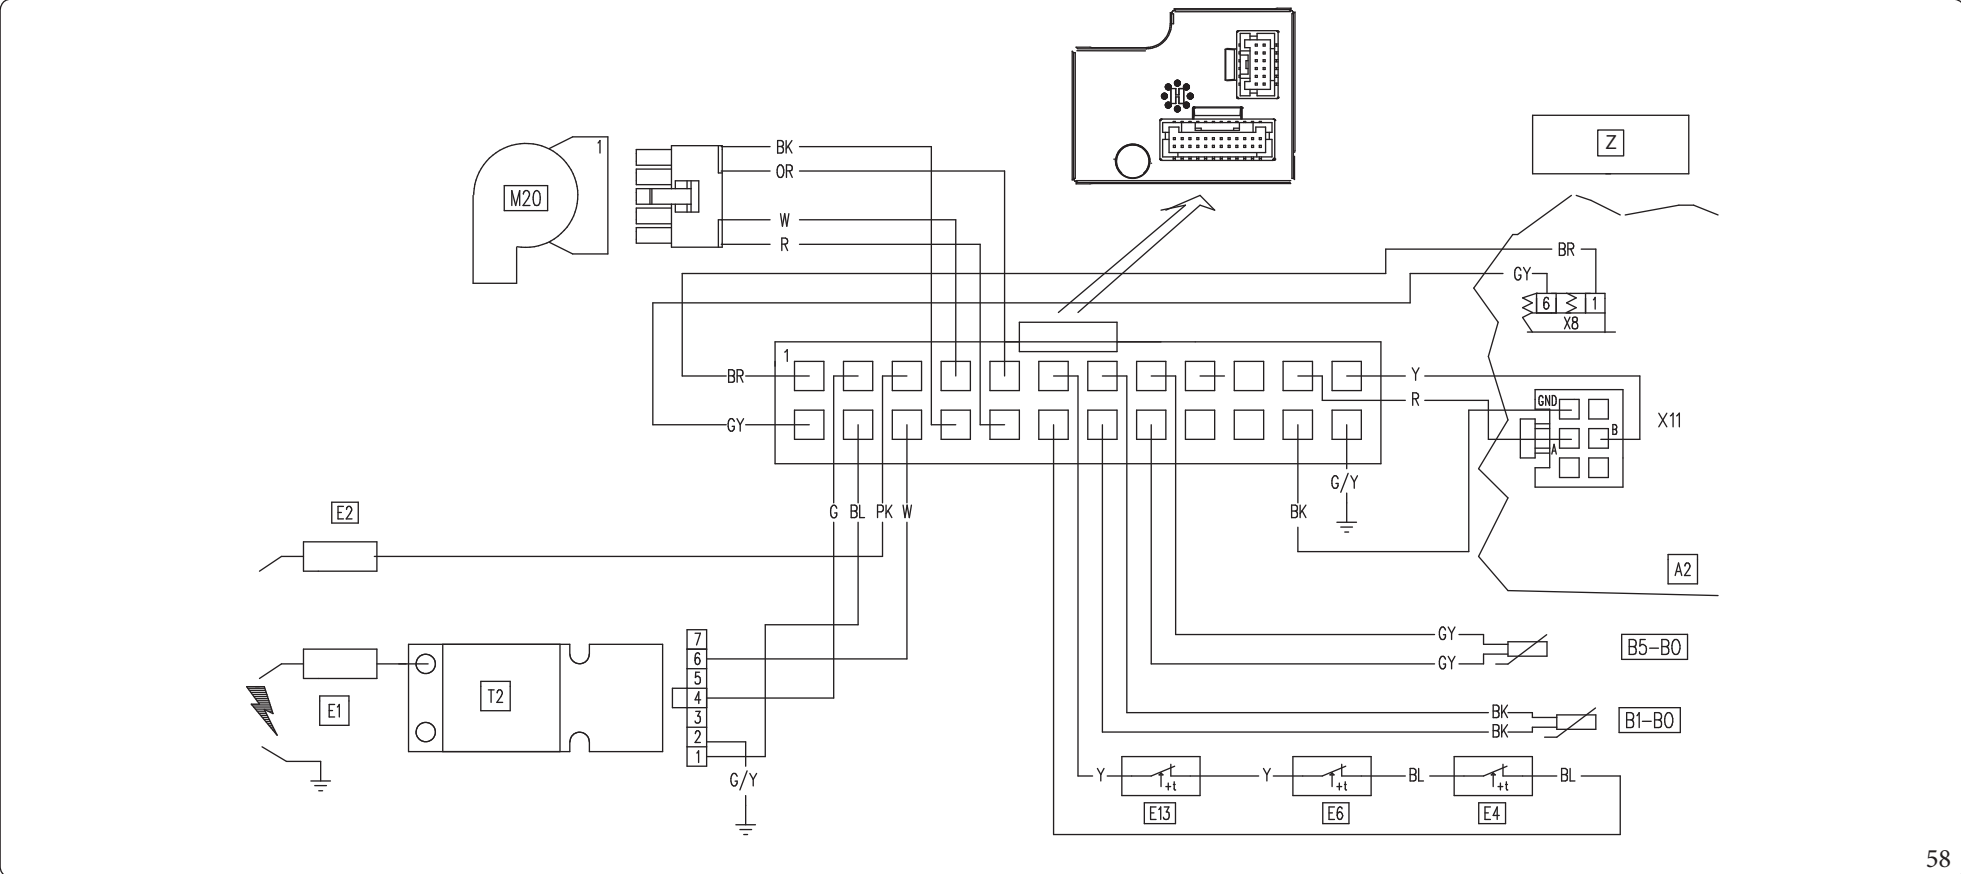 Z
1
BK
OR
M20
W
R
BR
GY
6
1
X8
1
BR
Y
R
GND
X11
B
A
GY
G/Y
E2
G
BL
PK
W
BK
A2
7
6
5
4
3
2
1
GY
GY
B5-B0
E1
T2
BK
BK
B1-B0
G/Y
Y
+t
Y
+t
BL
+t
BL
E13
E6
E4
58